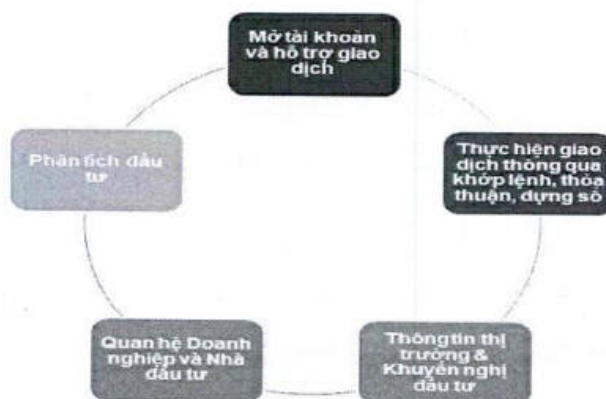 Mở tài khoản
và hỗ trợ giao
dịch
Thực hiện giao
dịch thông qua
khớp lệnh, thỏa
thuận, dựng sổ
Thông tin thị
trường &
Khuyến nghị
đầu tư
Quan hệ Doanh
nghiệp và Nhà
đầu tư
Phân tích đầu
tư